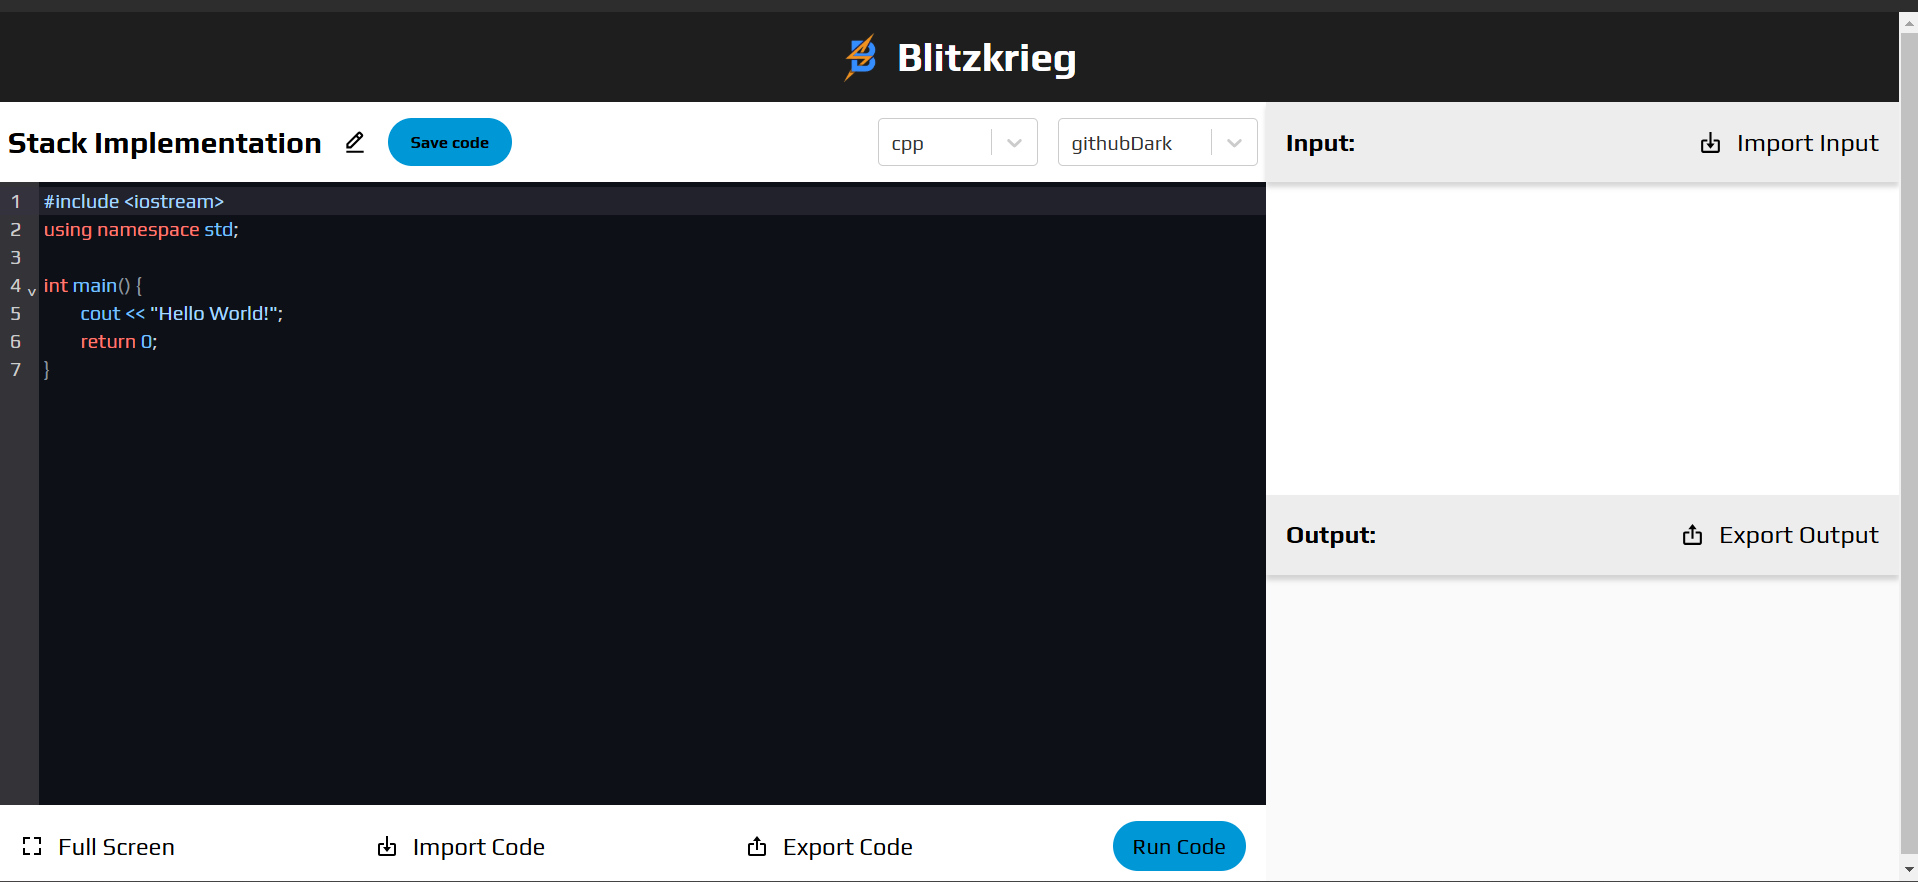 Blitzkrieg
Stack Implementation
Save code
cpp
githubDark
Input:
Import Input
1 #include <iostream>
2 using namespace std;
3
4 int main() {
5 cout << "Hello World!";
6 return 0;
7 }
Output:
Export Output
Full Screen
Import Code
Export Code
Run Code